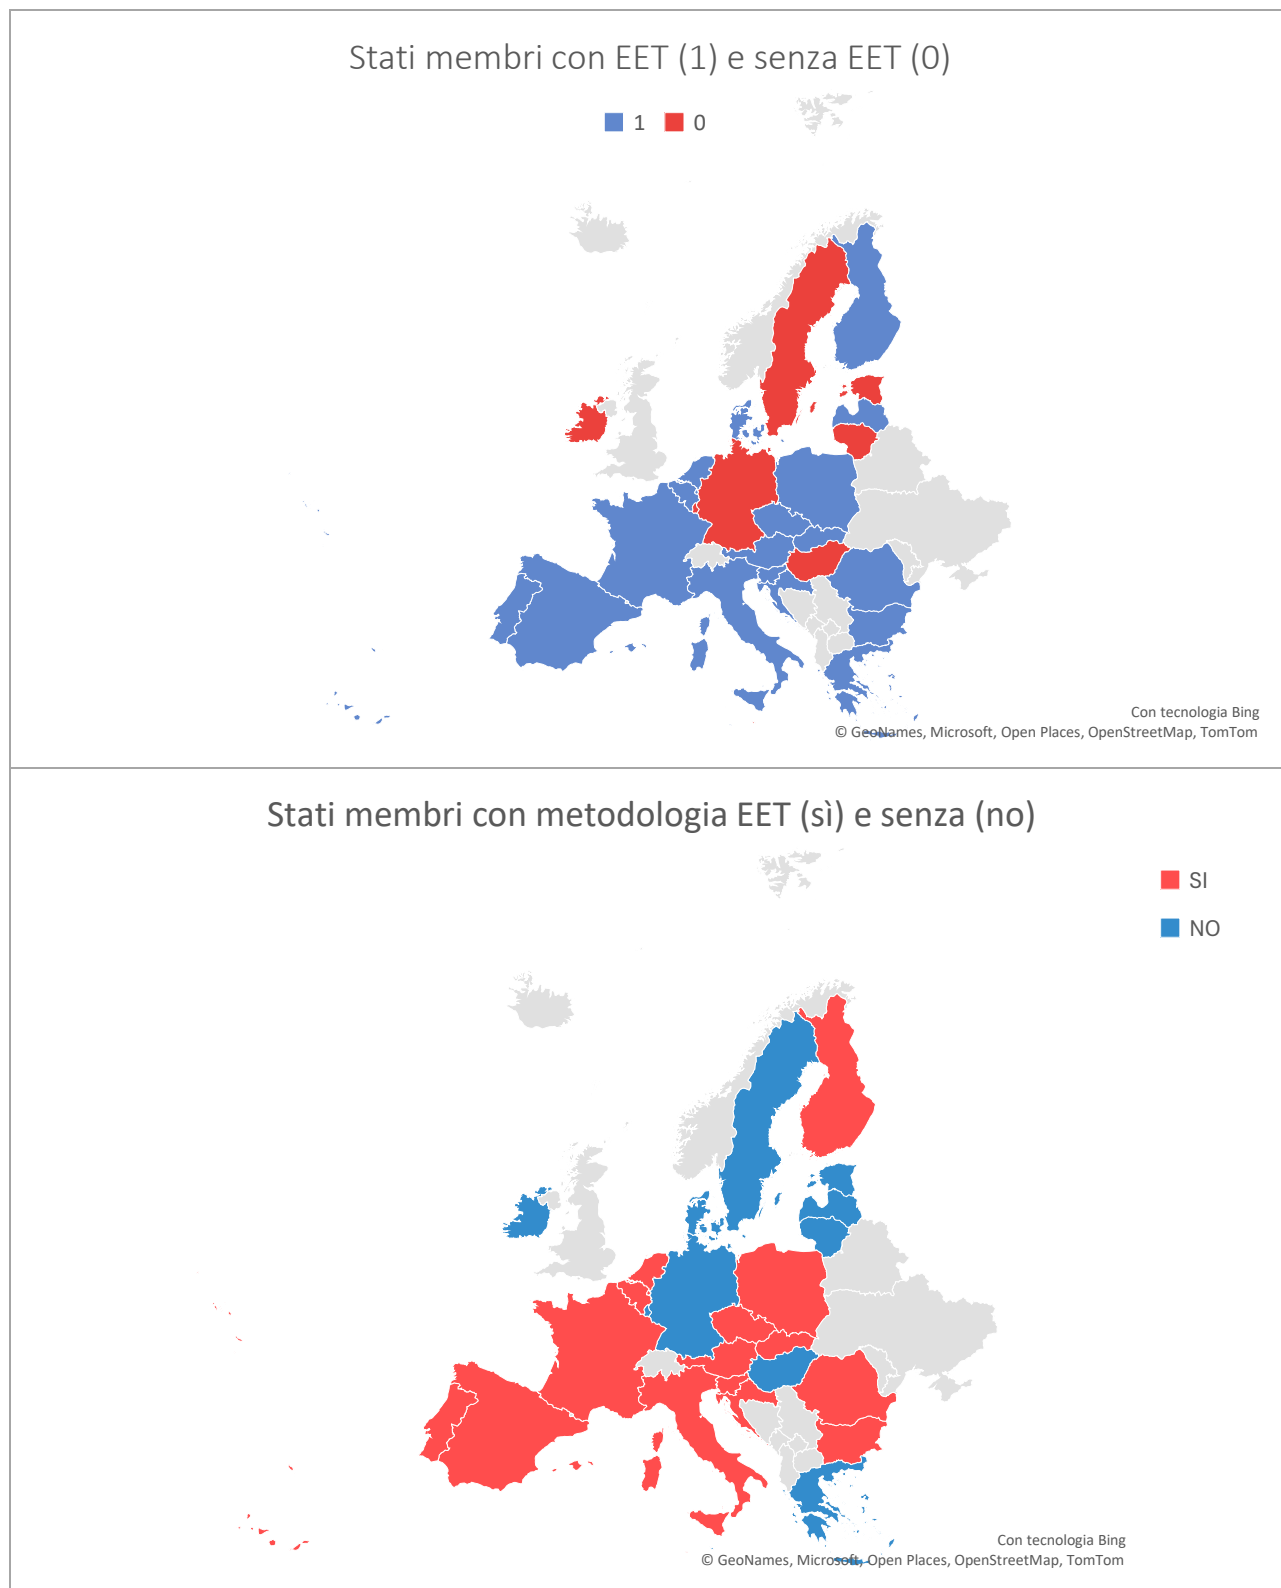 Stati membri con EET (1) e senza EET (0)
1 0
Con tecnologia Bing
© GeoNames, Microsoft, Open Places, OpenStreetMap, TomTom
Stati membri con metodologia EET (sì) e senza (no)
SI
NO
Con tecnologia Bing
© GeoNames, Microsoft, Open Places, OpenStreetMap, TomTom